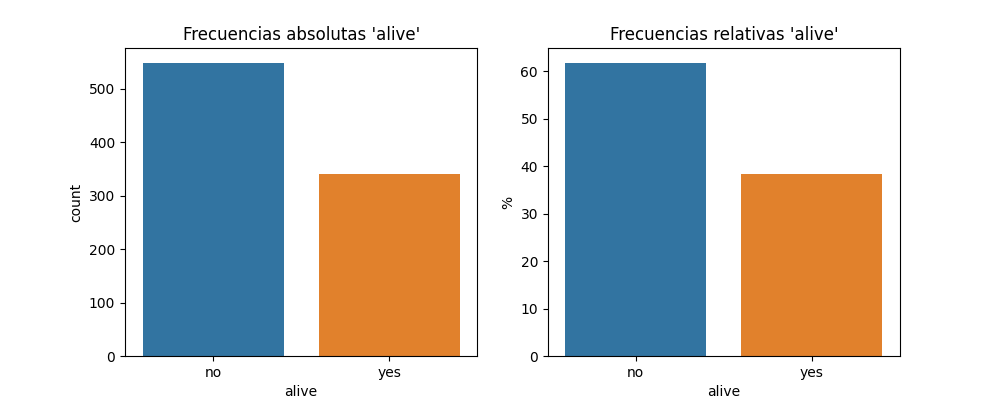 Frecuencias absolutas 'alive'
500
400
300
200
100
0
count
no yes
alive
Frecuencias relativas 'alive'
60
50
40
30
20
10
0
%
no yes
alive